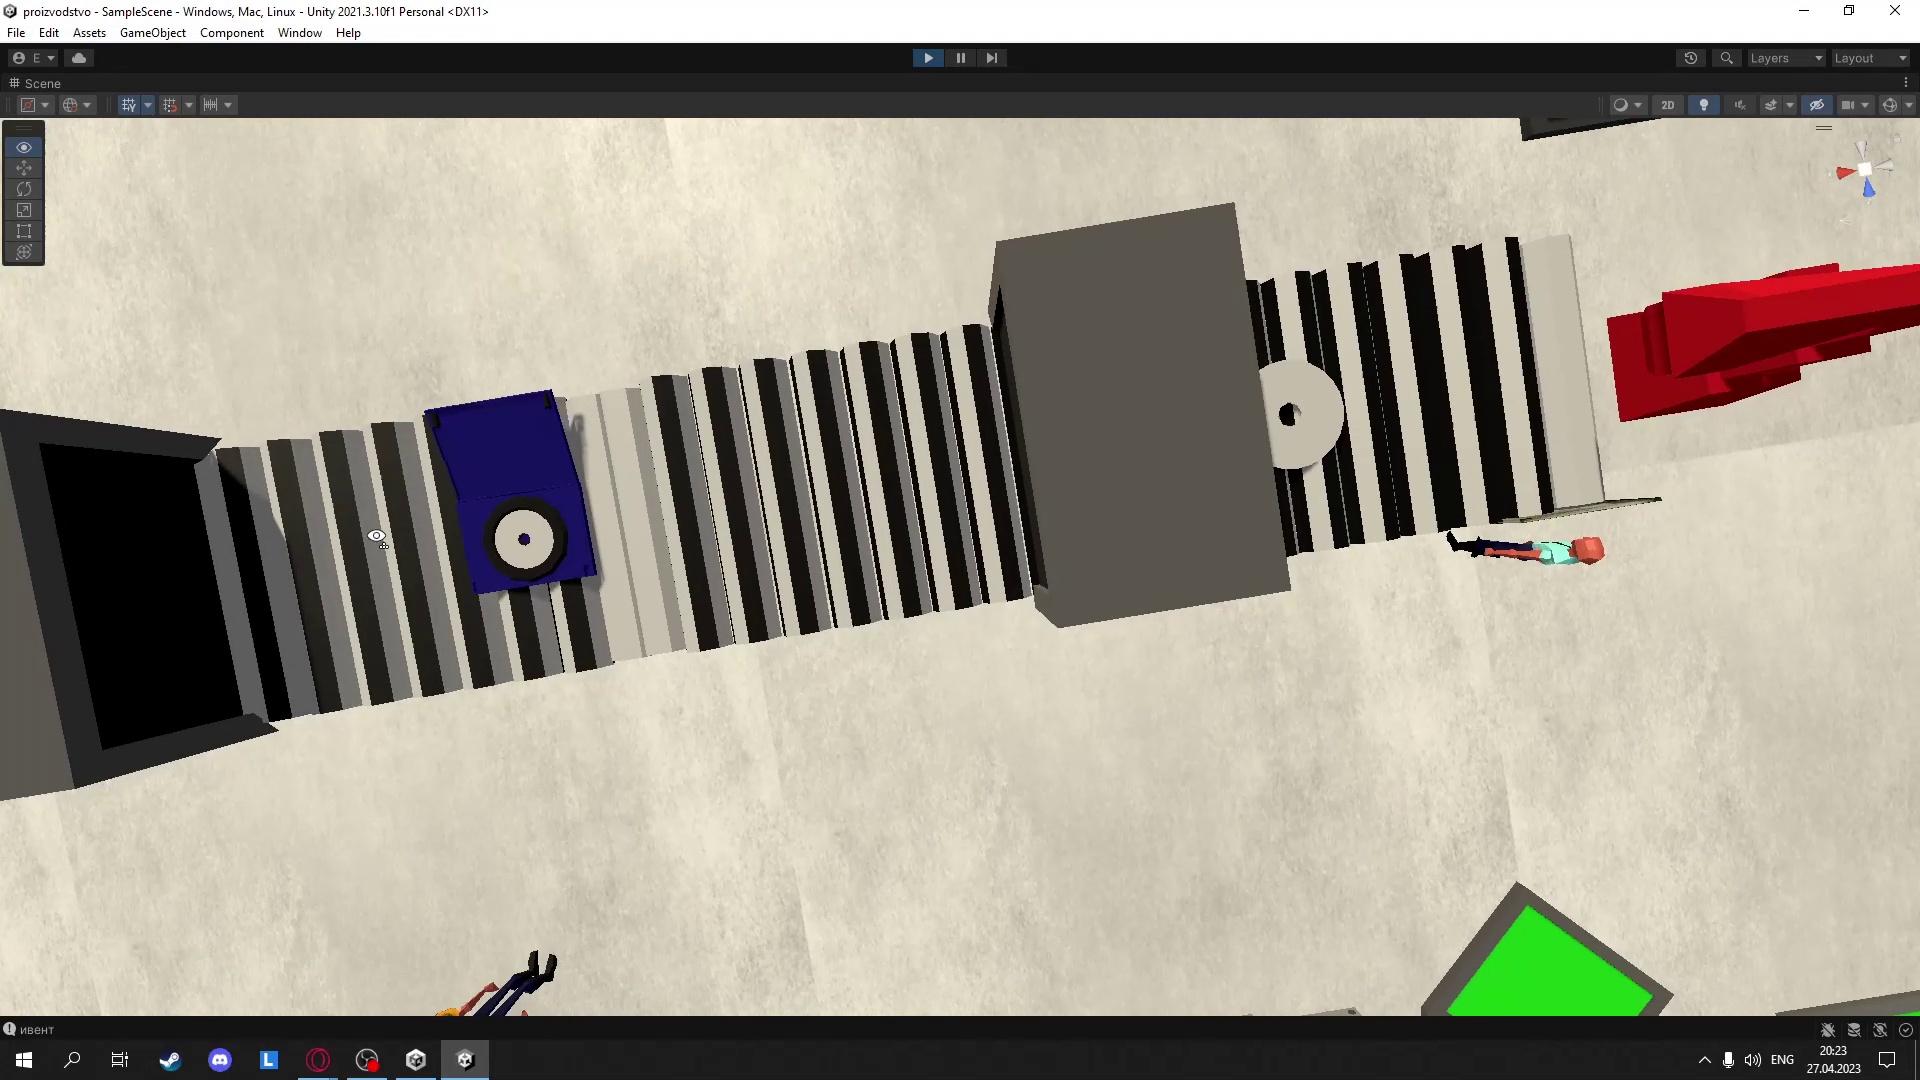 proizvodstvo - SampleScene - Windows, Mac, Linux - Unity 2021.3.10f1 Personal <DX11>
File Edit Assets GameObject Component Window Help
E Layers Layout
Scene
2D
ивент
L ENG 20:23
27.04.2023